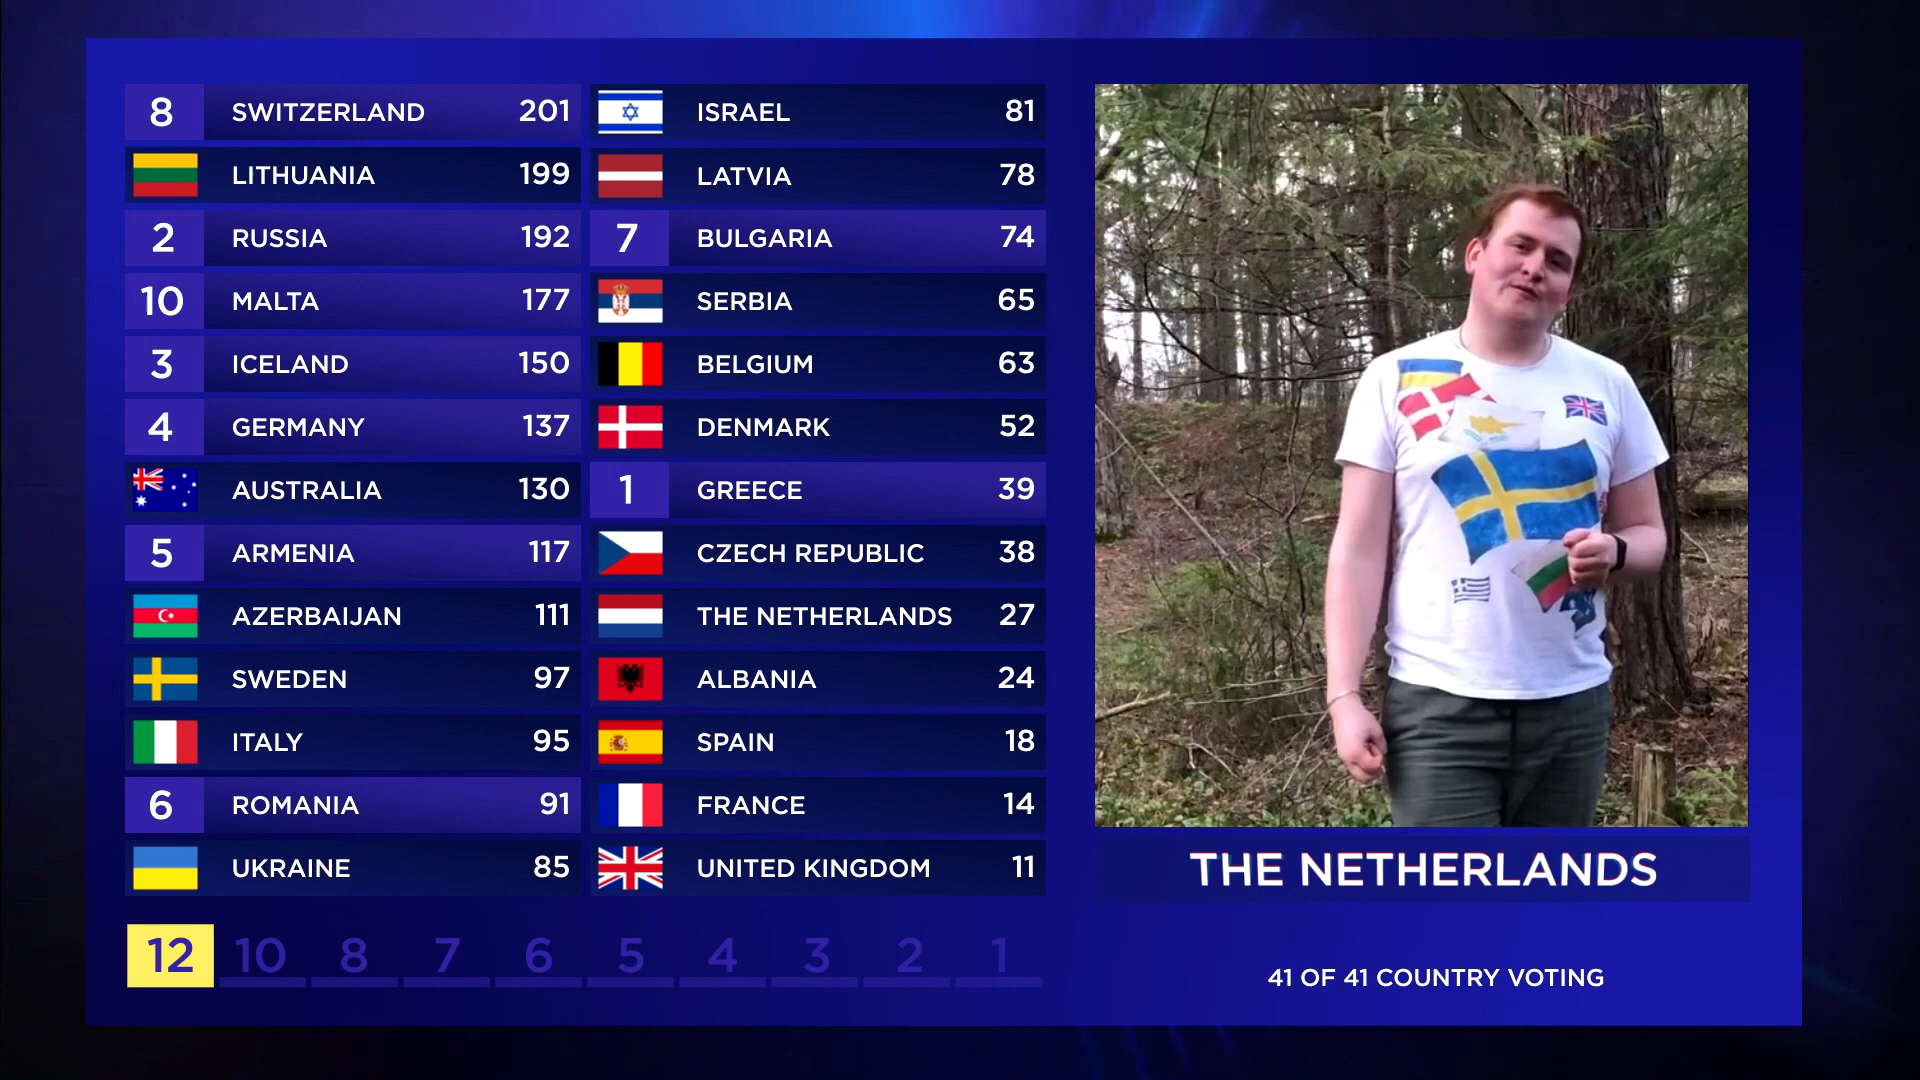 8 SWITZERLAND 201
LITHUANIA 199
2 RUSSIA 192
10 MALTA 177
3 ICELAND 150
4 GERMANY 137
AUSTRALIA 130
5 ARMENIA 117
AZERBAIJAN 111
SWEDEN 97
ITALY 95
6 ROMANIA 91
UKRAINE 85
ISRAEL 81
LATVIA 78
7 BULGARIA 74
SERBIA 65
BELGIUM 63
DENMARK 52
1 GREECE 39
CZECH REPUBLIC 38
THE NETHERLANDS 27
ALBANIA 24
SPAIN 18
FRANCE 14
UNITED KINGDOM 11
12 10 8 7 6 5 4 3 2 1
THE NETHERLANDS
41 OF 41 COUNTRY VOTING